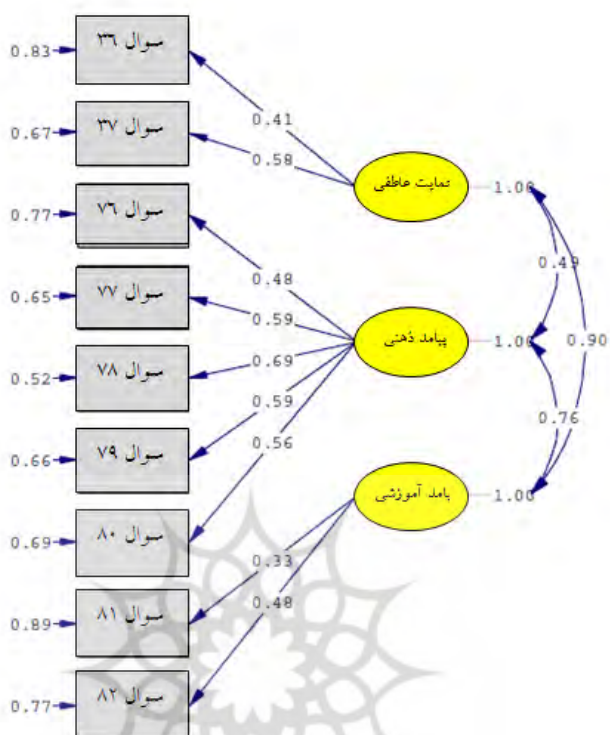 سوال ۳۶
0.83
0.41
سوال ۳۷
0.67
0.58
تمایت عاطفی
1.00
سوال ۷۶
0.77
0.48
سوال ۷۷
0.65
0.59
0.49
پیامد ذهنی
1.00
0.90
سوال ۷۸
0.52
0.69
سوال ۷۹
0.66
0.59
0.76
0.56
سوال ۸۰
0.69
یامد آموزشی
1.00
سوال ۸۱
0.89
0.33
سوال ۸۲
0.77
0.48